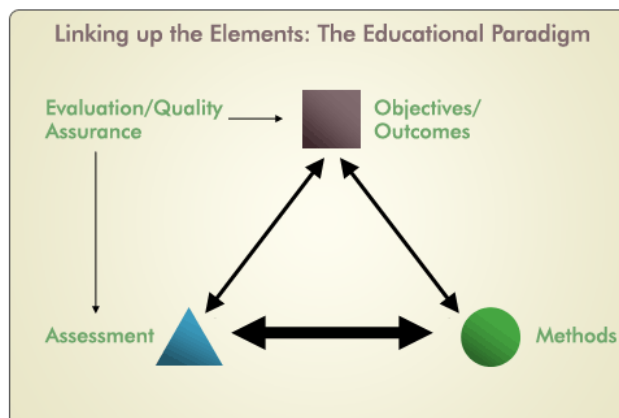 Linking up the Elements: The Educational Paradigm
Evaluation/Quality
Assurance
Objectives/
Outcomes
Assessment
Methods